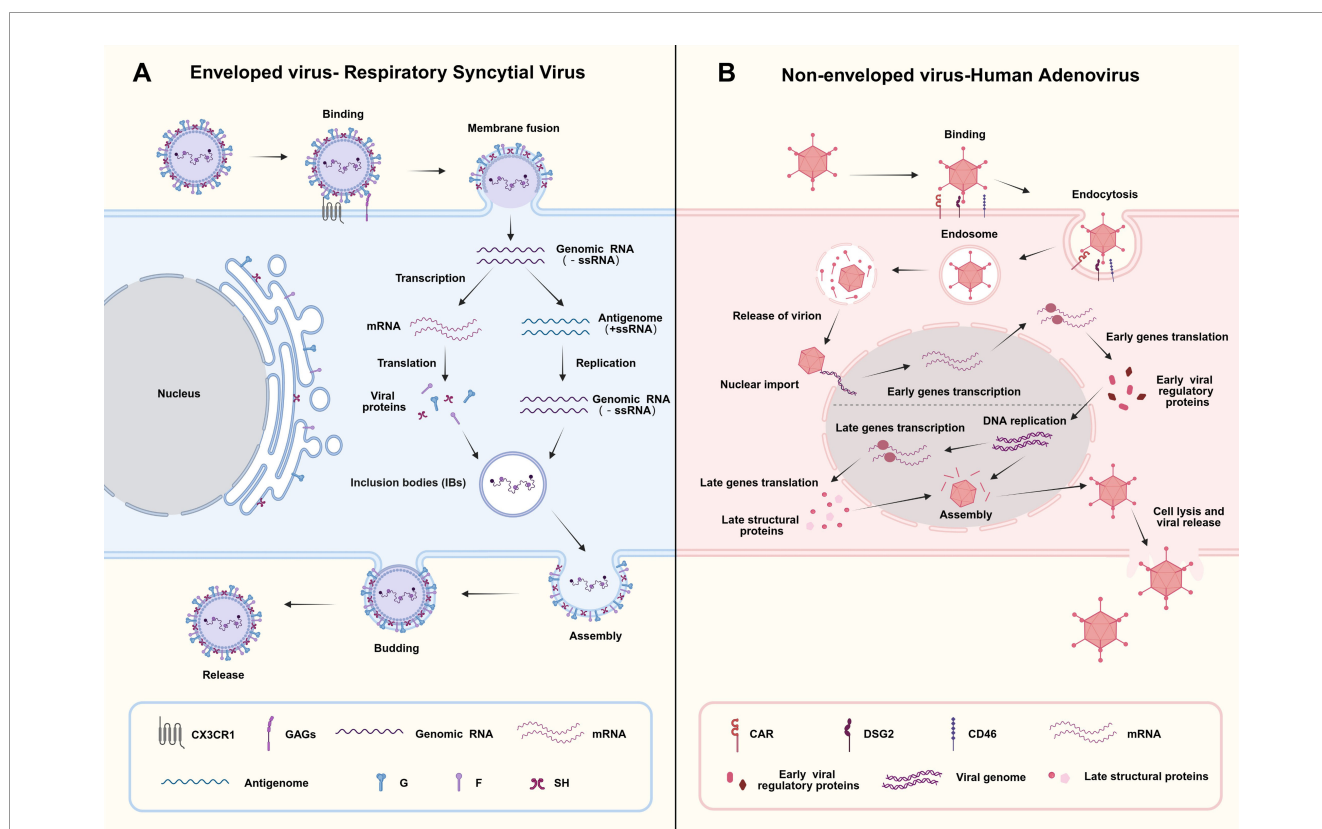 A Enveloped virus- Respiratory Syncytial Virus
Binding
Membrane fusion
Genomic RNA
( - ssRNA)
Transcription
mRNA
Antigenome
(+ssRNA)
Translation
Replication
Nucleus
Viral
proteins
Genomic RNA
( - ssRNA)
Inclusion bodies (IBs)
Assembly
Budding
Release
CX3CR1
GAGs
Genomic RNA
mRNA
Antigenome
G
F
SH
B Non-enveloped virus-Human Adenovirus
Binding
Endocytosis
Endosome
Release of virion
Nuclear import
Early genes transcription
Early genes translation
Early viral
regulatory
proteins
DNA replication
Late genes transcription
Late genes translation
Late structural
proteins
Assembly
Cell lysis and
viral release
CAR
DSG2
CD46
mRNA
Early viral
regulatory proteins
Viral genome
Late structural proteins